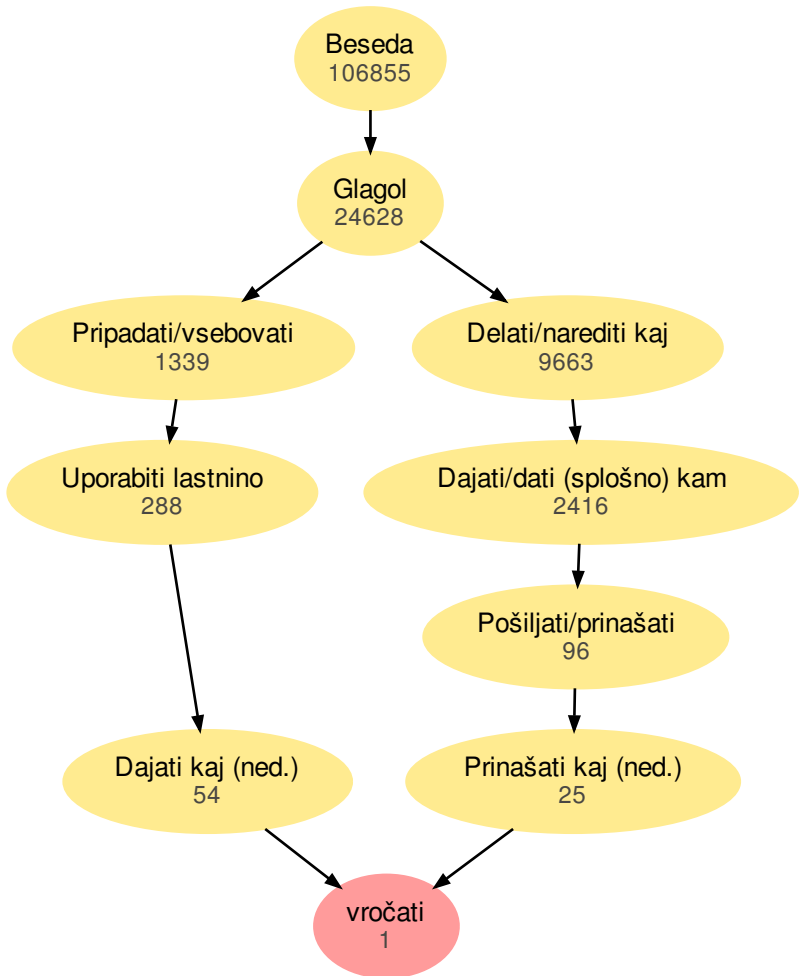 Beseda
106855
Glagol
24628
Pripadati/vsebovati
1339
Delati/narediti kaj
9663
Uporabiti lastnino
288
Dajati/dati (splošno) kam
2416
Pošiljati/prinašati
96
Dajati kaj (ned.)
54
Prinašati kaj (ned.)
25
vročati
1